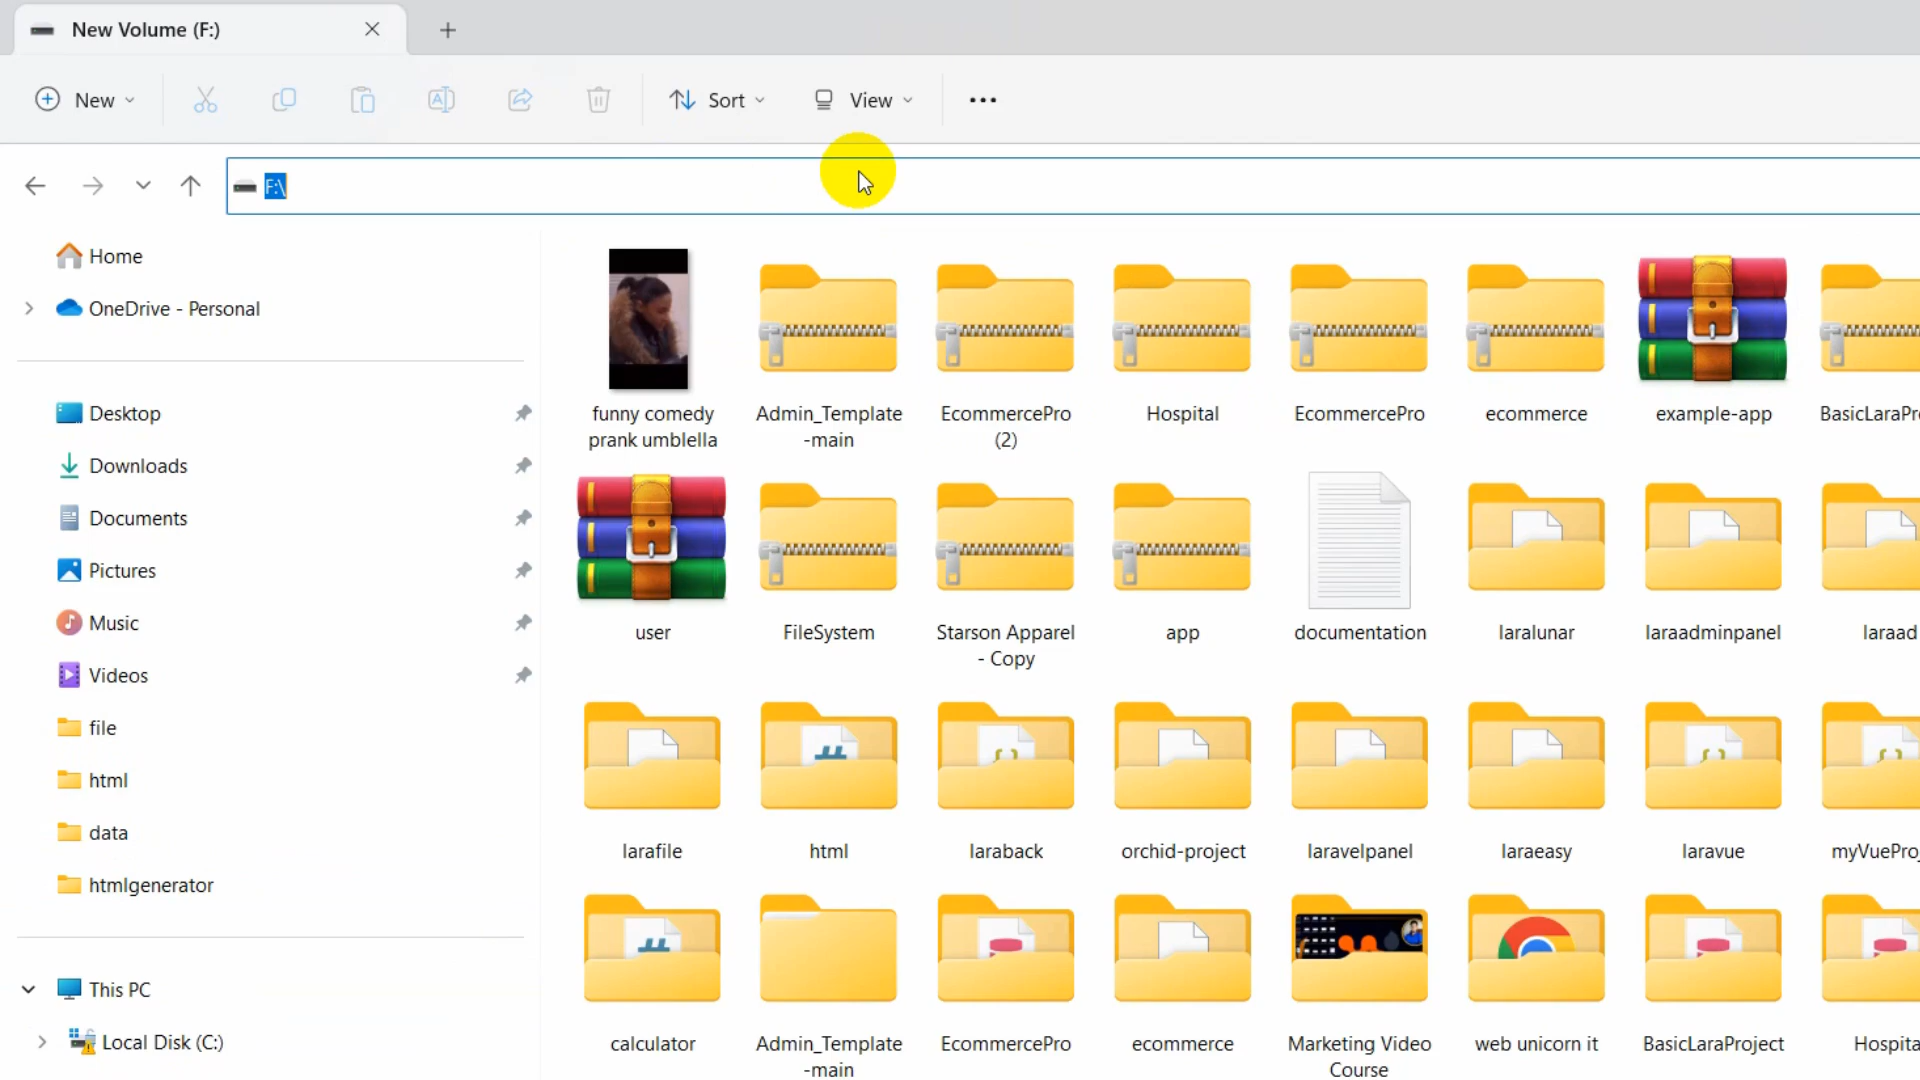 New Volume (F:)
New
Sort
View
F:\
Home
OneDrive - Personal
Desktop
Downloads
Documents
Pictures
Music
Videos
file
html
data
htmlgenerator
This PC
Local Disk (C:)
funny comedy
prank umblella
Admin_Template
-main
EcommercePro
(2)
Hospital
EcommercePro
ecommerce
example-app
BasicLaraPro
user
FileSystem
Starson Apparel
- Copy
app
documentation
laralunar
laraadminpanel
laraad
larafile
html
laraback
orchid-project
laravelpanel
laraeasy
laravue
myVueProj
calculator
Admin_Template
-main
EcommercePro
ecommerce
Marketing Video
Course
web unicorn it
BasicLaraProject
Hospita